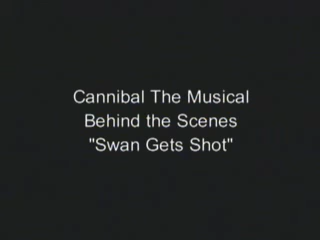 Cannibal The Musical
Behind the Scenes
"Swan Gets Shot"